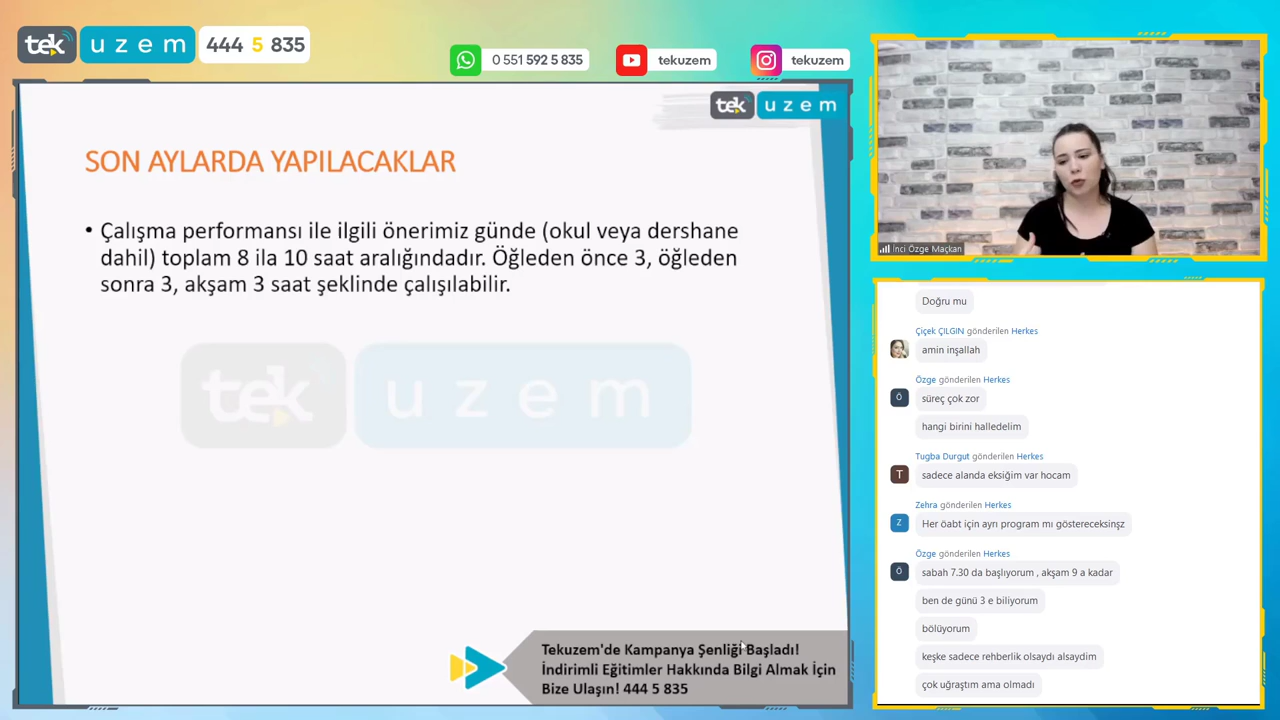 tek uzem 444 5 835
0 551 592 5 835
tekuzem
tekuzem
tek uzem
SON AYLARDA YAPILACAKLAR
• Çalışma performansı ile ilgili önerimiz günde (okul veya dershane
dahil) toplam 8 ila 10 saat aralığındadır. Öğleden önce 3, öğleden
sonra 3, akşam 3 saat şeklinde çalışılabilir.
tek uzem
Tekuzem'de Kampanya Şenliği Başladı!
İndirimli Eğitimler Hakkında Bilgi Almak İçin
Bize Ulaşın! 444 5 835
İnci Özge Maçkan
Doğru mu
Çiçek ÇILGIN gönderilen Herkes
amin inşallah
Özge gönderilen Herkes
Ö
süreç çok zor
hangi birini halledelim
Tugba Durgut gönderilen Herkes
T
sadece alanda eksiğim var hocam
Zehra gönderilen Herkes
Z
Her öabt için ayrı program mı göstereceksinşz
Özge gönderilen Herkes
Ö
sabah 7.30 da başlıyorum , akşam 9 a kadar
ben de günü 3 e biliyorum
bölüyorum
keşke sadece rehberlik olsaydı alsaydim
çok uğraştım ama olmadı